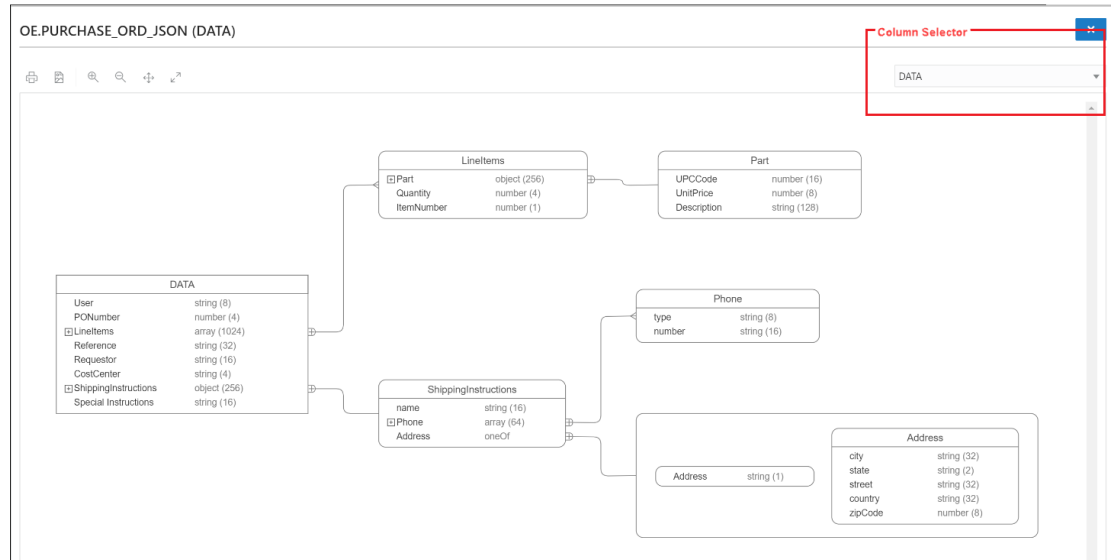 OE.PURCHASE_ORD_JSON (DATA)
Column Selector
x
DATA
LineItems
Part object (256)
Quantity number (4)
ItemNumber number (1)
Part
UPCCode number (16)
UnitPrice number (8)
Description string (128)
DATA
User string (8)
PONumber number (4)
LineItems array (1024)
Reference string (32)
Requestor string (16)
CostCenter string (4)
ShippingInstructions object (256)
Special Instructions string (16)
Phone
type string (8)
number string (16)
ShippingInstructions
name string (16)
Phone array (64)
Address oneOf
Address string (1)
Address
city string (32)
state string (2)
street string (32)
country string (32)
zipCode number (8)